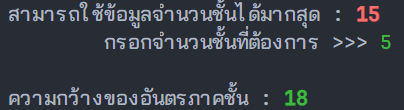 สามารถใช้ข้อมูลจำนวนชั้นได้มากสุด : 15
กรอกจำนวนชั้นที่ต้องการ >>> 5
ความกว้างของอันตรภาคชั้น : 18